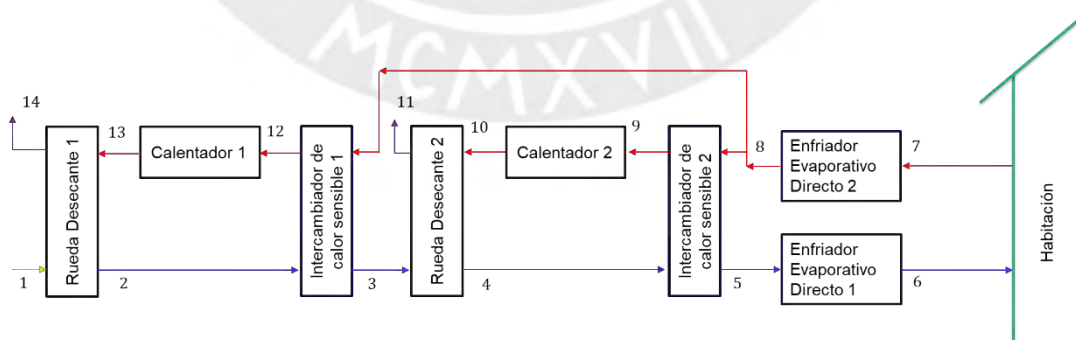 MCMXVII
14
13
Calentador 1
12
11
10
Calentador 2
9
8
Enfriador
Evaporativo
Directo 2
7
Rueda Desecante 1
Intercambiador de
calor sensible 1
Rueda Desecante 2
Intercambiador de
calor sensible 2
Habitación
1
2
3
4
5
Enfriador
Evaporativo
Directo 1
6